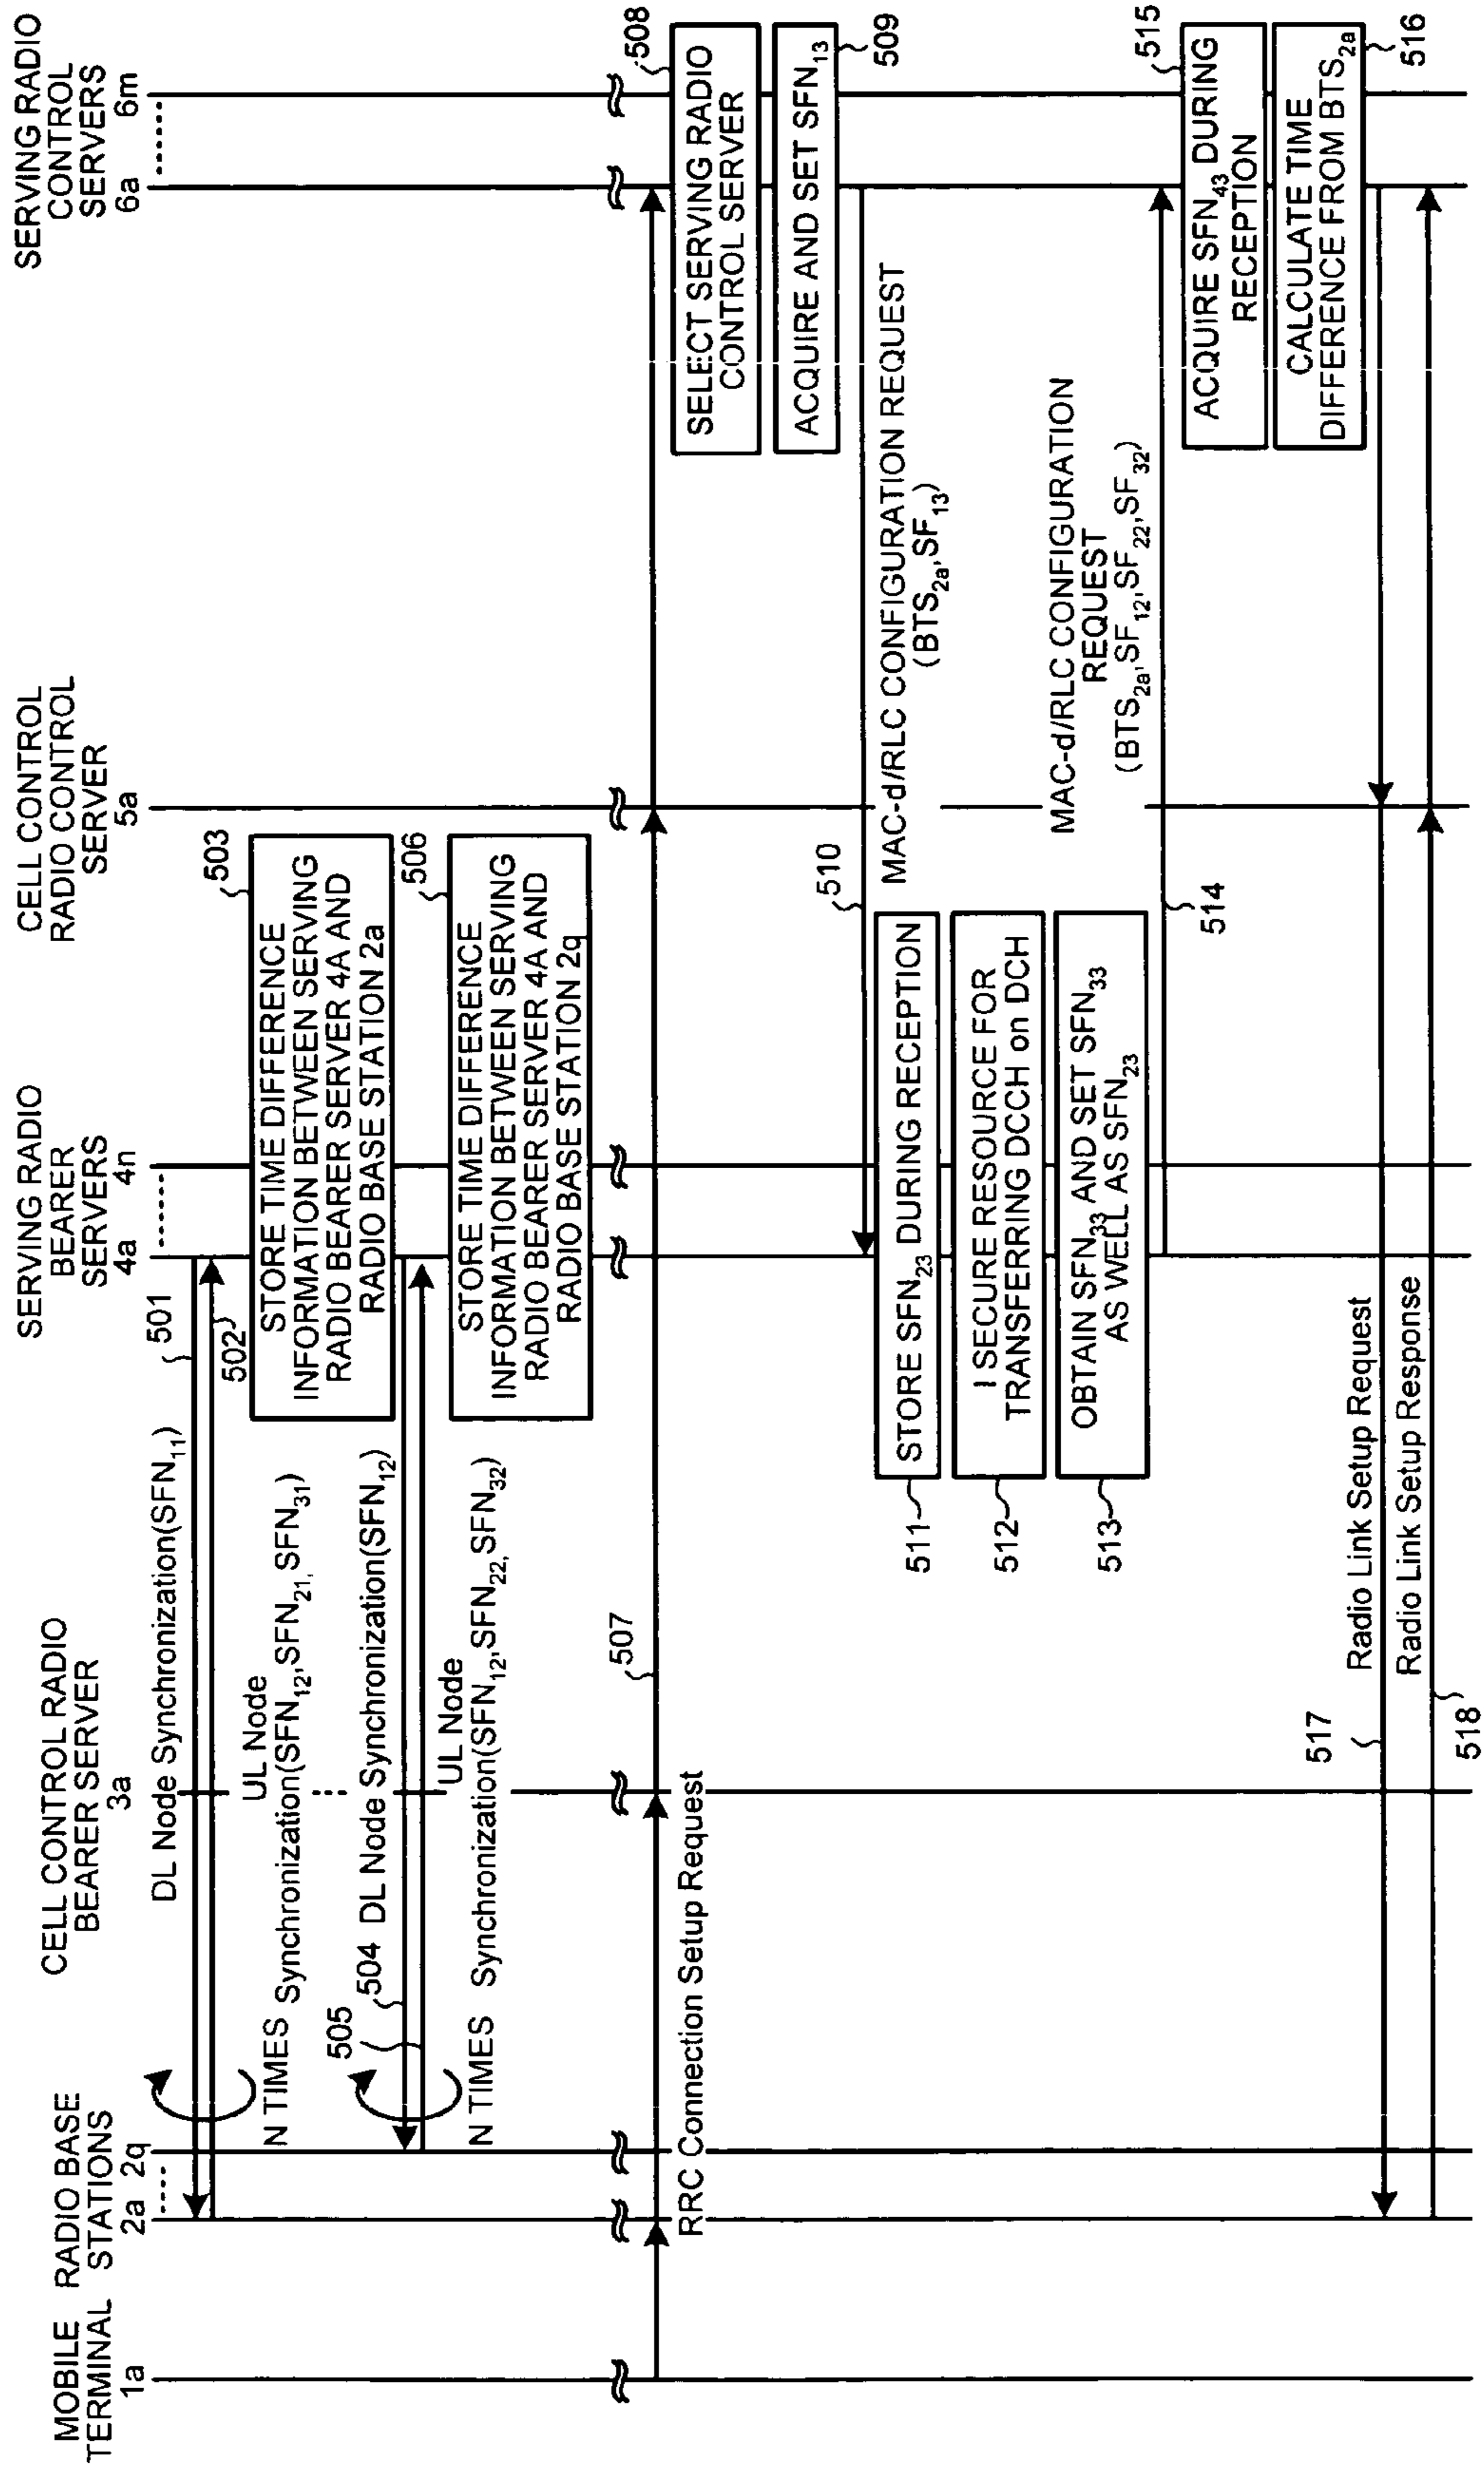 MOBILE
TERMINAL
1a
RADIO BASE
STATIONS
2a
2q
CELL CONTROL RADIO
BEARER SERVER
3a
SERVING RADIO
BEARER
SERVERS
4a
4n
CELL CONTROL
RADIO CONTROL
SERVER
5a
SERVING RADIO
CONTROL
SERVERS
6a
6m
DL Node Synchronization(SFN11)
501
502
UL Node
N TIMES Synchronization(SFN12,SFN21,SFN31)
503
STORE TIME DIFFERENCE
INFORMATION BETWEEN SERVING
RADIO BEARER SERVER 4A AND
RADIO BASE STATION 2a
505
504 DL Node Synchronization(SFN12)
UL Node
N TIMES Synchronization(SFN12,SFN22,SFN32)
506
STORE TIME DIFFERENCE
INFORMATION BETWEEN SERVING
RADIO BEARER SERVER 4A AND
RADIO BASE STATION 2q
507
RRC Connection Setup Request
508
SELECT SERVING RADIO
CONTROL SERVER
ACQUIRE AND SET SFN13
509
510
MAC-d/RLC CONFIGURATION REQUEST
(BTS2a,SF13)
511
STORE SFN23 DURING RECEPTION
512
I SECURE RESOURCE FOR
TRANSFERRING DCCH on DCH
513
OBTAIN SFN33 AND SET SFN33
AS WELL AS SFN23
MAC-d/RLC CONFIGURATION
REQUEST
(BTS2a,SF12,SF22,SF32)
514
515
ACQUIRE SFN43 DURING
RECEPTION
CALCULATE TIME
DIFFERENCE FROM BTS2a
516
517
Radio Link Setup Request
Radio Link Setup Response
518